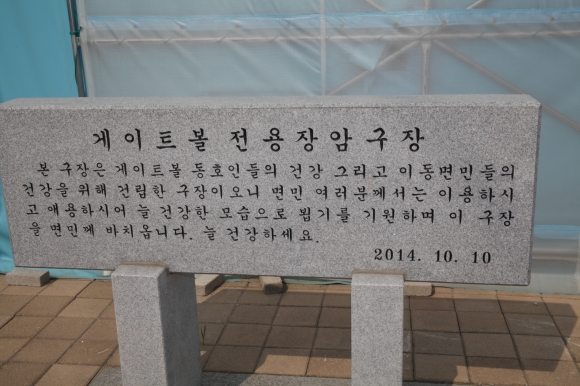 게이트볼 전용장암구장
본 구장은 게이트볼 동호인들의 건강 그리고 이동면민들의
건강을 위해 건립한 구장이오니 면민 여러분께서는 이용하시
고 애용하시어 늘 건강한 모습으로 뵙기를 기원하며 이 구장
을 면민께 바치옵니다. 늘 건강하세요.
2014. 10. 10